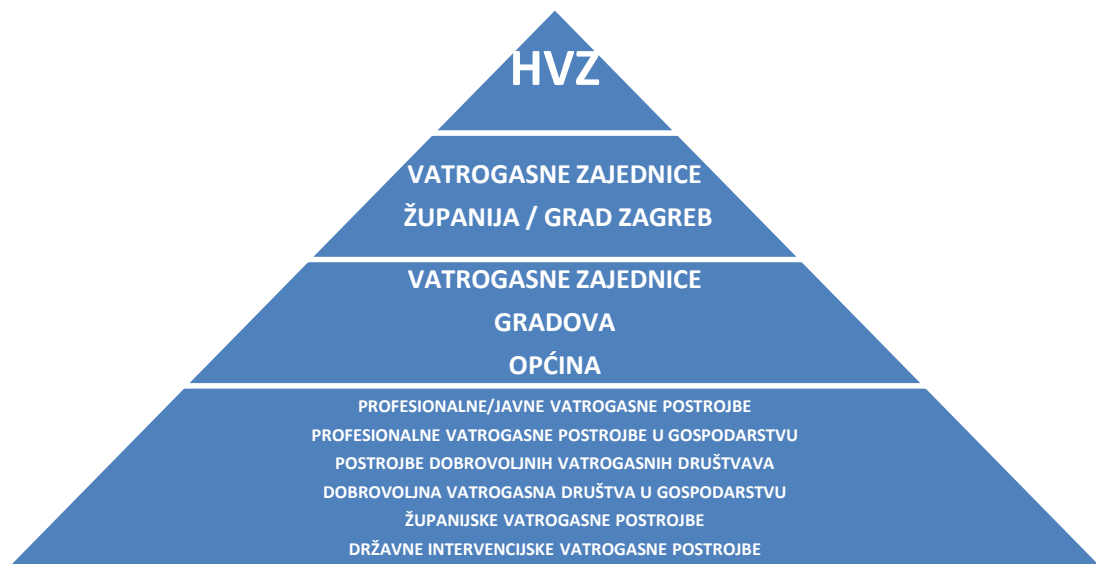 HVZ
VATROGASNE ZAJEDNICE
ŽUPANIJA / GRAD ZAGREB
VATROGASNE ZAJEDNICE
GRADOVA
OPĆINA
PROFESIONALNE/JAVNE VATROGASNE POSTROJBE
PROFESIONALNE VATROGASNE POSTROJBE U GOSPODARSTVU
POSTROJBE DOBROVOLJNIH VATROGASNIH DRUŠTVAVA
DOBROVOLJNA VATROGASNA DRUŠTVA U GOSPODARSTVU
ŽUPANIJSKE VATROGASNE POSTROJBE
DRŽAVNE INTERVENCIJSKE VATROGASNE POSTROJBE